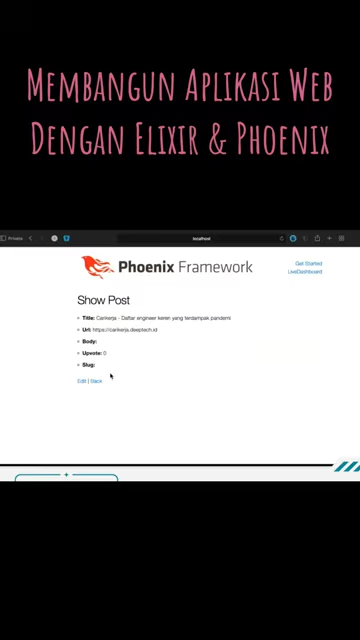 Membangun Aplikasi Web
Dengan Elixir & Phoenix
Private
localhost
Phoenix Framework
Get Started
LiveDashboard
Show Post
Title: Carikerja - Daftar engineer keren yang terdampak pandemi
Url: https://carikerja.deeptech.id
Body:
Upvote: 0
Slug:
Edit | Back